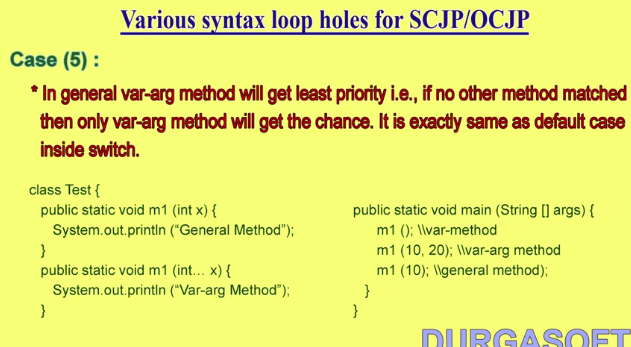 Various syntax loop holes for SCJP/OCJP
Case (5) :
* In general var-arg method will get least priority i.e., if no other method matched
then only var-arg method will get the chance. It is exactly same as default case
inside switch.
class Test {
public static void m1 (int x) {
System.out.println (“General Method”);
}
public static void m1 (int... x) {
System.out.println (“Var-arg Method”);
}
public static void main (String [] args) {
m1 (); \\var-method
m1 (10, 20); \\var-arg method
m1 (10); \\general method);
}
}
DURGASOFT